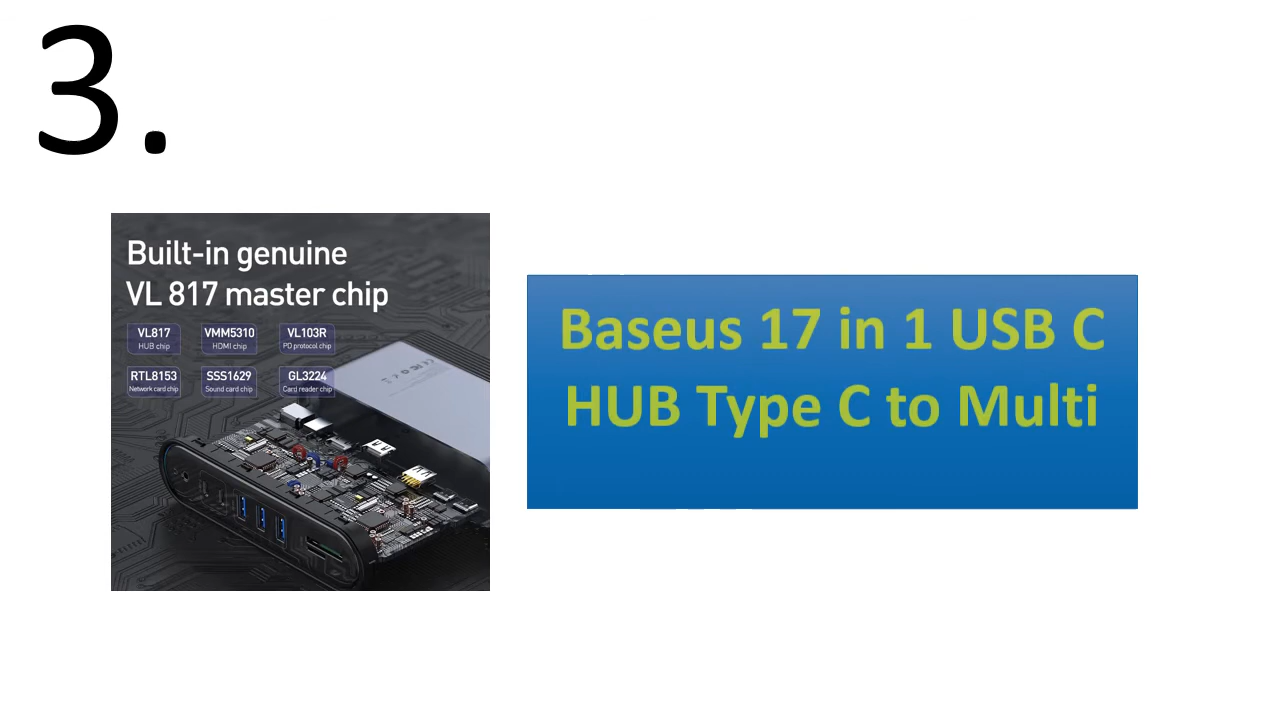 3.
Built-in genuine
VL 817 master chip
VL817 VMM5310 VL103R
HUB chip HDMI chip PD protocol chip
RTL8153 SSS1629 GL3224
Network card chip Sound card chip Card reader chip
Baseus 17 in 1 USB C
HUB Type C to Multi